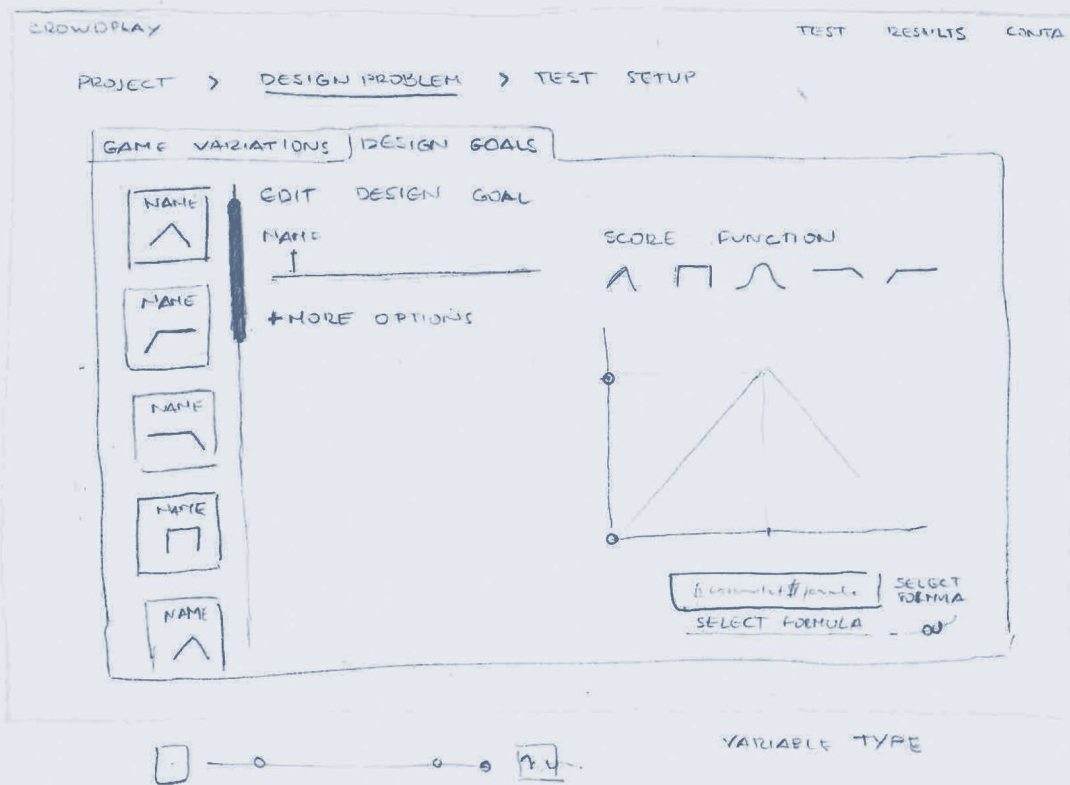 CROWDPLAY
TEST RESULTS CONTA
PROJECT > DESIGN PROBLEM > TEST SETUP
GAME VARIATIONS DESIGN GOALS
NAME
NAME
NAME
NAME
NAME
EDIT DESIGN GOAL
NAME
+MORE OPTIONS
SCORE FUNCTION
SELECT
FORMULA
SELECT FORMULA
VARIABLE TYPE